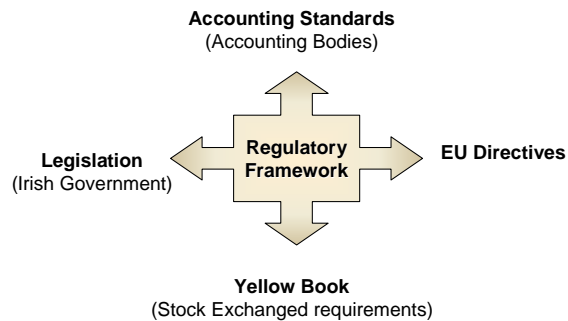 Accounting Standards
(Accounting Bodies)
Legislation
(Irish Government)
Regulatory
Framework
EU Directives
Yellow Book
(Stock Exchanged requirements)